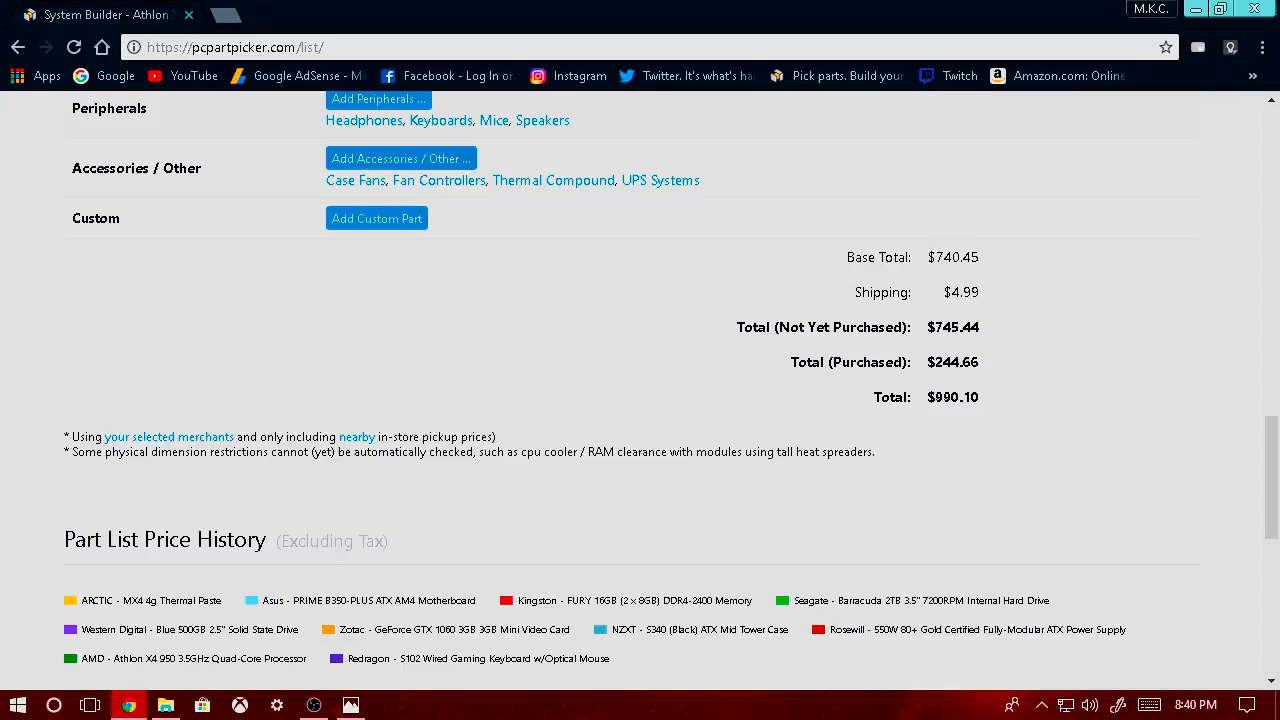 System Builder - Athlon
M.K.C.
https://pcpartpicker.com/list/
Apps Google YouTube Google AdSense - M Facebook - Log In or Instagram Twitter. It's what's ha Pick parts. Build your Twitch Amazon.com: Online »
Peripherals
Add Peripherals ...
Headphones, Keyboards, Mice, Speakers
Accessories / Other
Add Accessories / Other ...
Case Fans, Fan Controllers, Thermal Compound, UPS Systems
Custom
Add Custom Part
Base Total: $740.45
Shipping: $4.99
Total (Not Yet Purchased): $745.44
Total (Purchased): $244.66
Total: $990.10
* Using your selected merchants and only including nearby in-store pickup prices)
* Some physical dimension restrictions cannot (yet) be automatically checked, such as cpu cooler / RAM clearance with modules using tall heat spreaders.
Part List Price History (Excluding Tax)
ARCTIC - MX4 4g Thermal Paste Asus - PRIME B350-PLUS ATX AM4 Motherboard Kingston - FURY 16GB (2 x 8GB) DDR4-2400 Memory Seagate - Barracuda 2TB 3.5" 7200RPM Internal Hard Drive
Western Digital - Blue 500GB 2.5" Solid State Drive Zotac - GeForce GTX 1060 3GB 3GB Mini Video Card NZXT - S340 (Black) ATX Mid Tower Case Rosewill - 550W 80+ Gold Certified Fully-Modular ATX Power Supply
AMD - Athlon X4 950 3.5GHz Quad-Core Processor Redragon - S102 Wired Gaming Keyboard w/Optical Mouse
8:40 PM